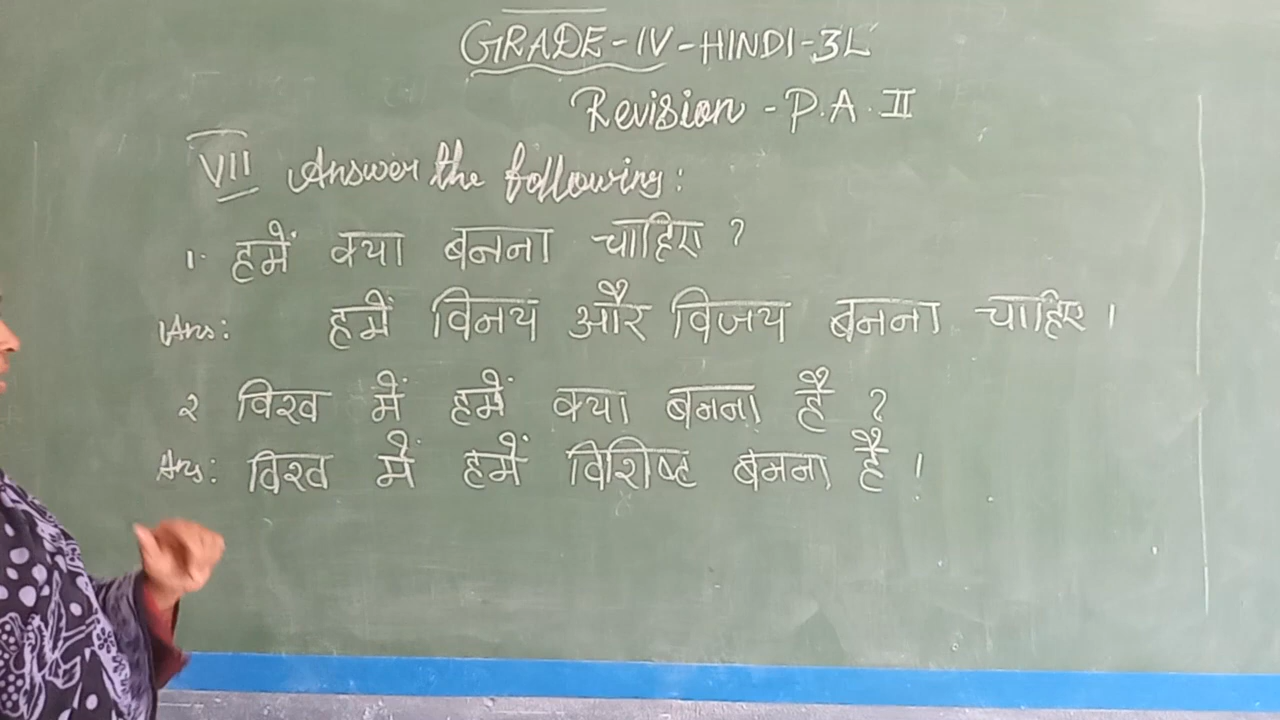 GRADE-IV-HINDI-3L
Revision - P.A. II
VII Answer the following:
1. हमें क्या बनना चाहिए ?
Ans: हमें विनय और विजय बनना चाहिए ।
२ विश्व में हमें क्या बनना है ?
Ans: विश्व में हमें विशिष्ट बनना है ।